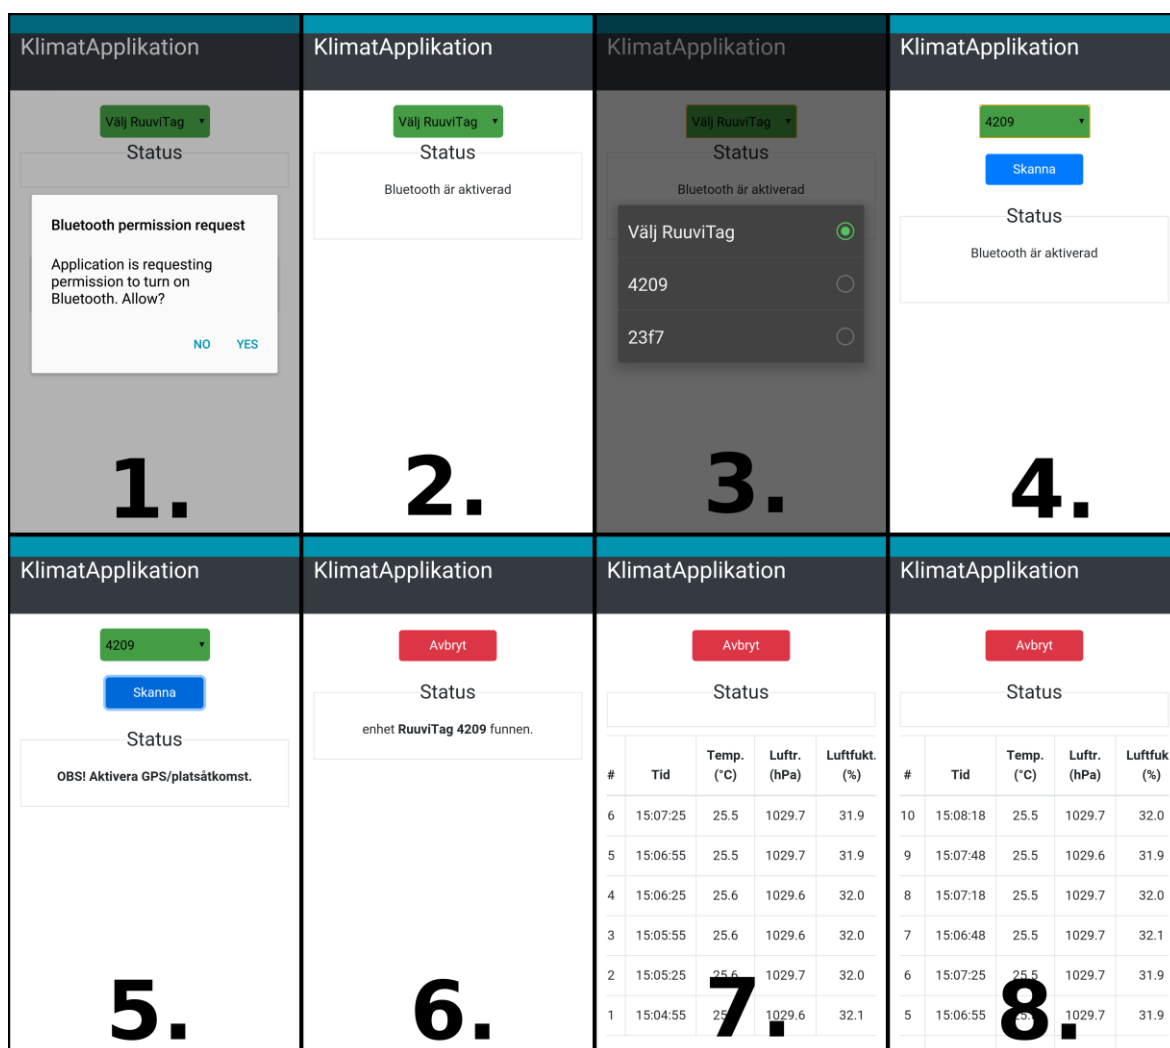 KlimatApplikation
Välj RuuviTag
Status
Bluetooth permission request
Application is requesting
permission to turn on
Bluetooth. Allow?
NO YES
1.
KlimatApplikation
Välj RuuviTag
Status
Bluetooth är aktiverad
2.
KlimatApplikation
Välj RuuviTag
Status
Bluetooth är aktiverad
Välj RuuviTag
4209
23f7
3.
KlimatApplikation
4209
Skanna
Status
Bluetooth är aktiverad
4.
KlimatApplikation
4209
Skanna
Status
OBS! Aktivera GPS/platsåtkomst.
5.
KlimatApplikation
Avbryt
Status
enhet RuuviTag 4209 funnen.
6.
KlimatApplikation
Avbryt
Status
# Tid Temp. (°C) Luftr. (hPa) Luftfukt. (%)
6 15:07:25 25.5 1029.7 31.9
5 15:06:55 25.5 1029.7 31.9
4 15:06:25 25.6 1029.6 32.0
3 15:05:55 25.6 1029.6 32.0
2 15:05:25 25.6 1029.7 32.0
1 15:04:55 1029.6 32.1
7.
KlimatApplikation
Avbryt
Status
# Tid Temp. (°C) Luftr. (hPa) Luftfuk (%)
10 15:08:18 25.5 1029.7 32.0
9 15:07:48 25.5 1029.6 31.9
8 15:07:18 25.5 1029.7 32.0
7 15:06:48 25.5 1029.7 32.1
6 15:07:25 25.5 1029.7 31.9
5 15:06:55 1029.7 31.9
8.